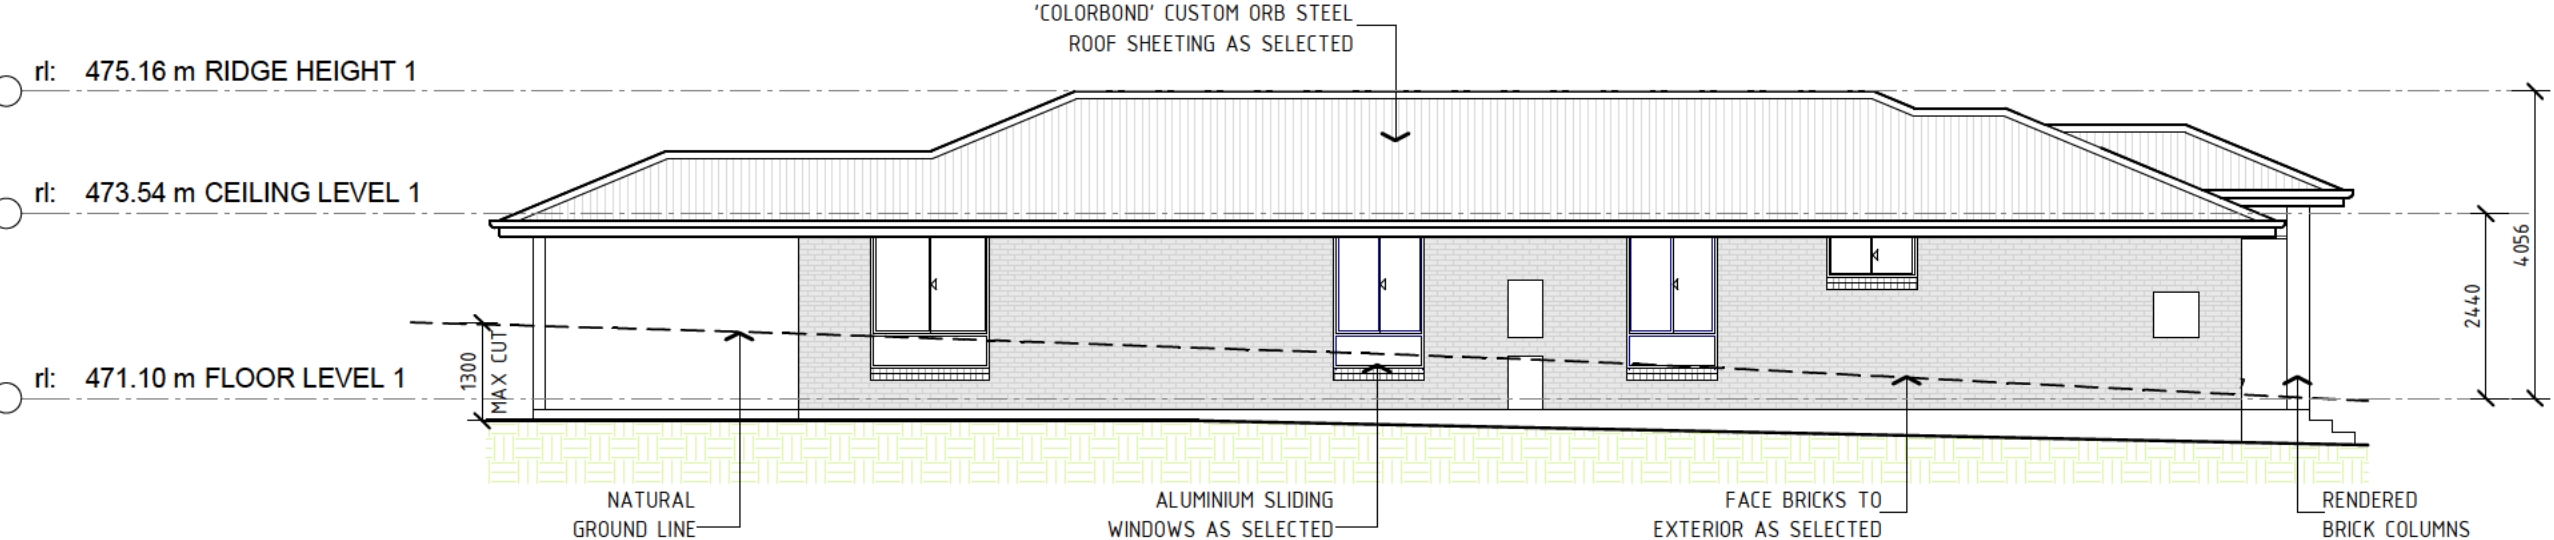 'COLORBOND' CUSTOM ORB STEEL
ROOF SHEETING AS SELECTED
rl: 475.16 m RIDGE HEIGHT 1
rl: 473.54 m CEILING LEVEL 1
4056
2440
1300
MAX CUT
rl: 471.10 m FLOOR LEVEL 1
NATURAL
GROUND LINE
ALUMINIUM SLIDING
WINDOWS AS SELECTED
FACE BRICKS TO
EXTERIOR AS SELECTED
RENDERED
BRICK COLUMNS